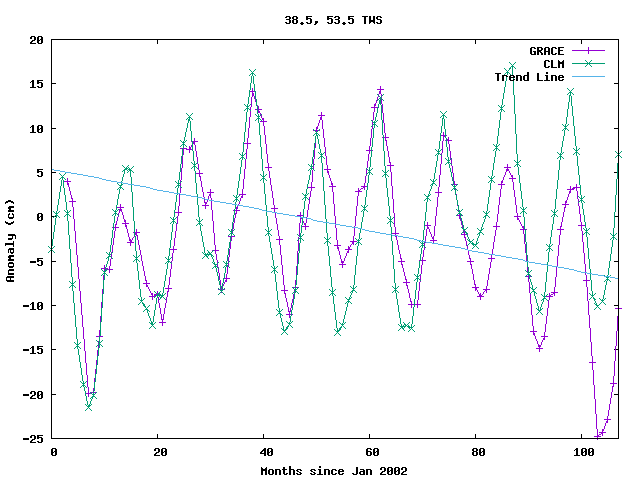 38.5, 53.5 TWS
GRACE
CLM
Trend Line
Anomaly (cm)
20
15
10
5
0
-5
-10
-15
-20
-25
0 20 40 60 80 100
Months since Jan 2002